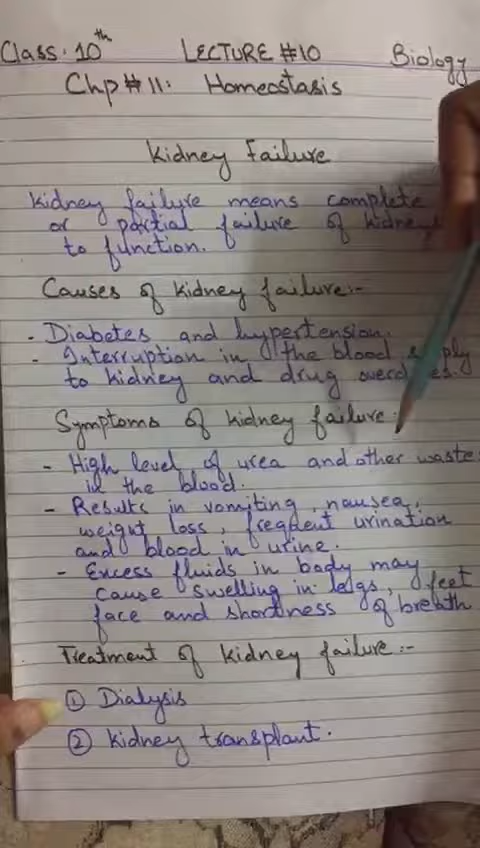 Class. 10th LECTURE #10 Biology
Chp # 11: Homeostasis
Kidney Failure
Kidney failure means complete
or partial failure of kidneys
to function.
Causes of kidney failure:-
- Diabetes and hypertension.
- Interruption in the blood supply
to kidney and drug overdoses.
Symptoms of kidney failure:
- High level of urea and other waste
in the blood.
- Results in vomiting, nausea,
weight loss, frequent urination
and blood in urine.
- Excess fluids in body may
cause swelling in legs, feet
face and shortness of breath
Treatment of kidney failure:-
① Dialysis
② Kidney transplant.